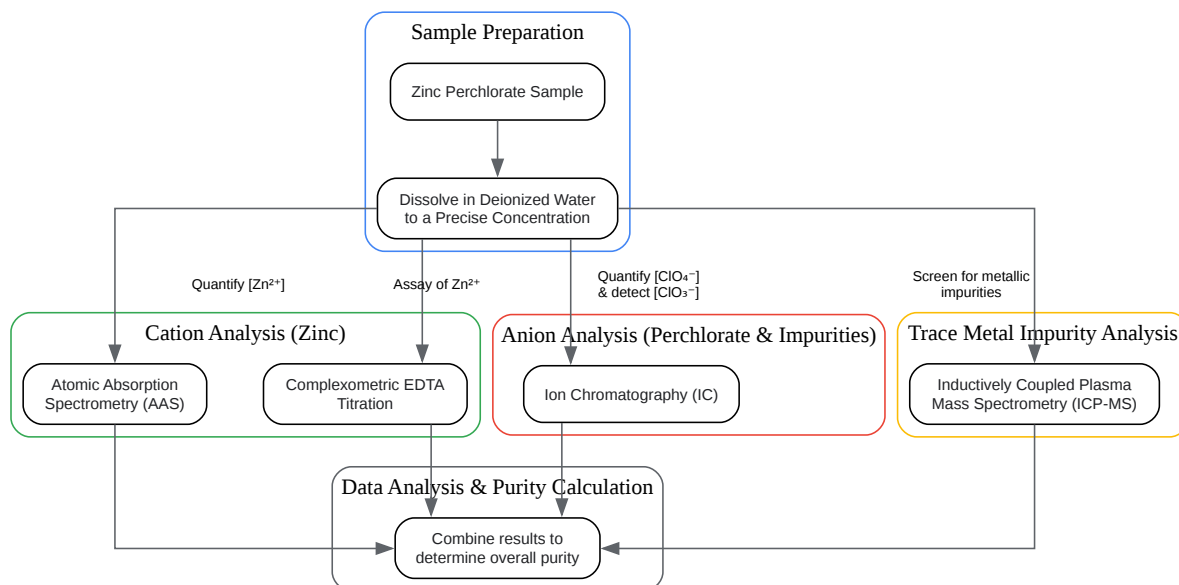 Sample Preparation
Zinc Perchlorate Sample
Dissolve in Deionized Water
to a Precise Concentration
Quantify [Zn²⁺]
Assay of Zn²⁺
Quantify [ClO₄⁻]
& detect [ClO₃⁻]
Screen for metallic
impurities
Cation Analysis (Zinc)
Atomic Absorption
Spectrometry (AAS)
Complexometric EDTA
Titration
Anion Analysis (Perchlorate & Impurities)
Ion Chromatography (IC)
Trace Metal Impurity Analysis
Inductively Coupled Plasma
Mass Spectrometry (ICP-MS)
Data Analysis & Purity Calculation
Combine results to
determine overall purity